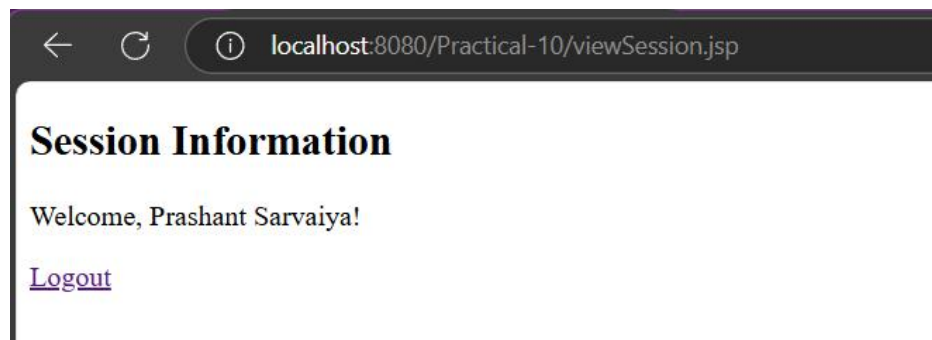 localhost:8080/Practical-10/viewSession.jsp
Session Information
Welcome, Prashant Sarvaiya!
Logout